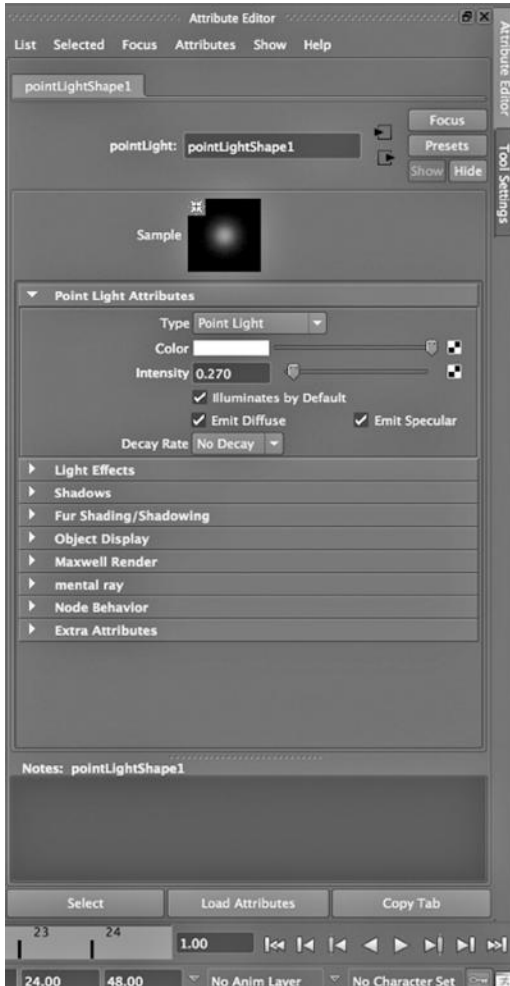 Attribute Editor
List Selected Focus Attributes Show Help
Attribute Editor
Tool Settings
pointLightShape1
Focus
pointLight: pointLightShape1
Presets
Show Hide
Sample
Point Light Attributes
Type Point Light
Color
Intensity 0.270
Illuminates by Default
Emit Diffuse Emit Specular
Decay Rate No Decay
Light Effects
Shadows
Fur Shading/Shadowing
Object Display
Maxwell Render
mental ray
Node Behavior
Extra Attributes
Notes: pointLightShape1
Select Load Attributes Copy Tab
23 24 1.00
24.00 48.00 No Anim Layer No Character Set